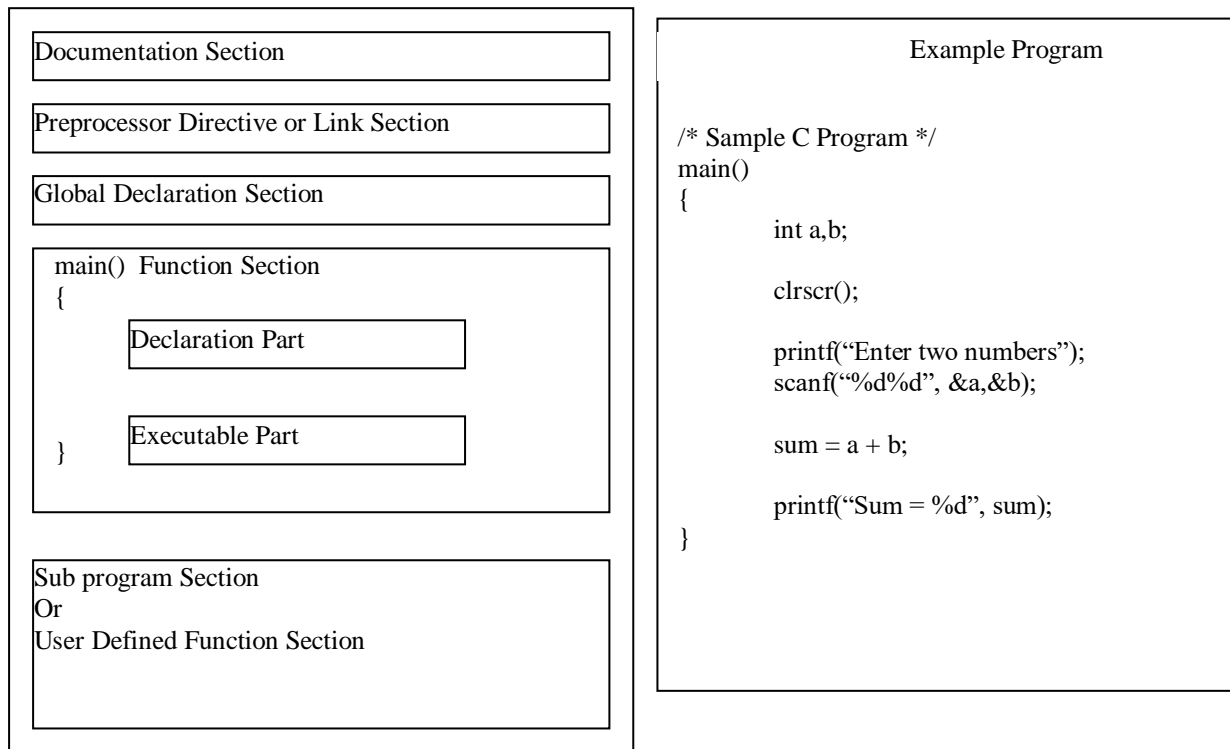 Documentation Section
Preprocessor Directive or Link Section
Global Declaration Section
main()  Function Section
{
Declaration Part
Executable Part
}
Sub program Section
Or
User Defined Function Section
Example Program
/* Sample C Program */
main()
{
int a,b;
clrscr();
printf(“Enter two numbers”);
scanf(“%d%d”, &a,&b);
sum = a + b;
printf(“Sum = %d”, sum);
}